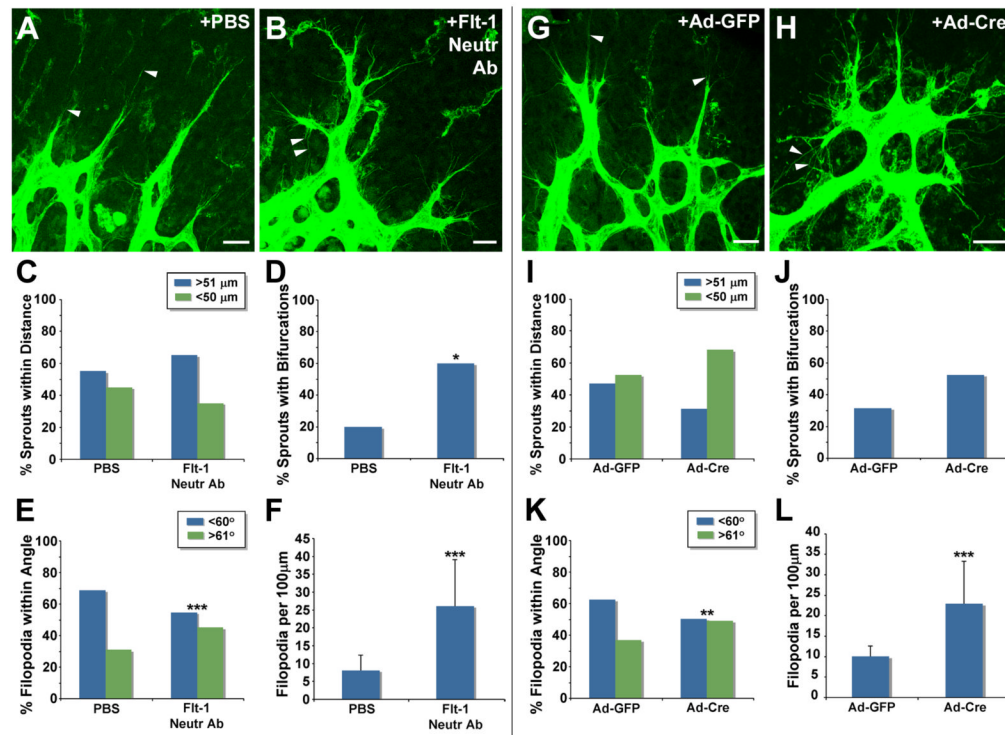 A
+PBS
B
+Flt-1
Neutr
Ab
C
>51 µm
<50 µm
% Sprouts within Distance
100
80
60
40
20
0
PBS
Flt-1
Neutr Ab
D
% Sprouts with Bifurcations
100
80
60
40
20
0
*
PBS
Flt-1
Neutr Ab
E
<60°
>61°
% Filopodia within Angle
100
80
60
40
20
0
***
PBS
Flt-1
Neutr Ab
F
Filopodia per 100µm
45
40
35
30
25
20
15
10
5
0
***
PBS
Flt-1
Neutr Ab
G
+Ad-GFP
H
+Ad-Cre
I
>51 µm
<50 µm
% Sprouts within Distance
100
80
60
40
20
0
Ad-GFP
Ad-Cre
J
% Sprouts with Bifurcations
100
80
60
40
20
0
Ad-GFP
Ad-Cre
K
<60°
>61°
% Filopodia within Angle
100
80
60
40
20
0
**
Ad-GFP
Ad-Cre
L
Filopodia per 100µm
40
35
30
25
20
15
10
5
0
***
Ad-GFP
Ad-Cre